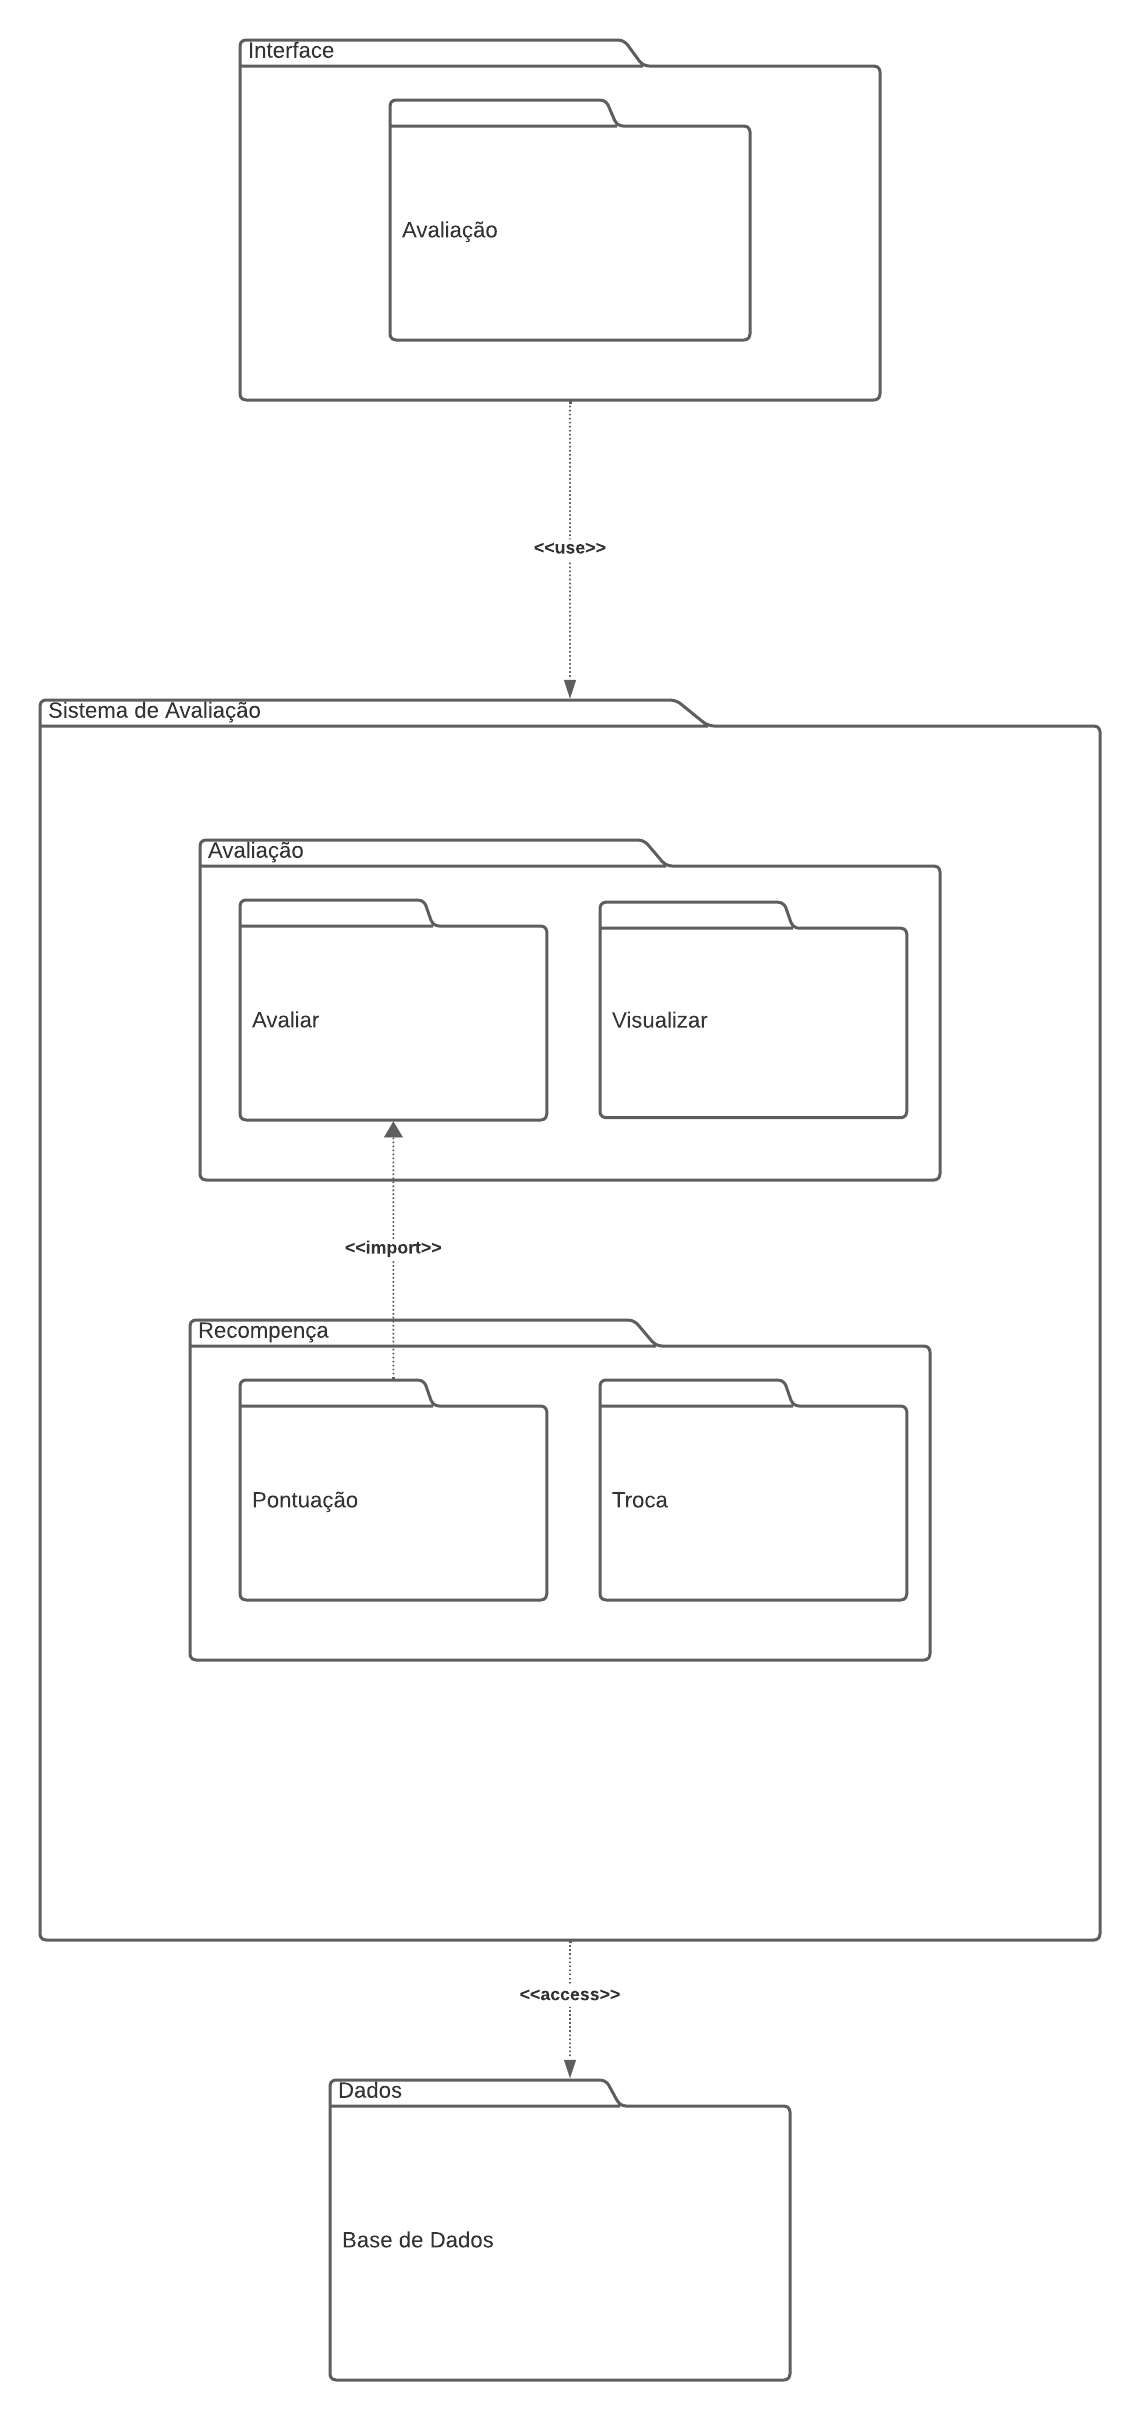 Interface
Avaliação
<<use>>
Sistema de Avaliação
Avaliação
Avaliar
Visualizar
<<import>>
Recompença
Pontuação
Troca
<<access>>
Dados
Base de Dados